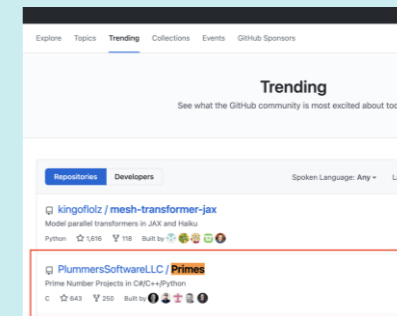 Explore Topics Trending Collections Events GitHub Sponsors
Trending
See what the GitHub community is most excited about
Repositories Developers Spoken Language: Any
kingoflolz / mesh-transformer-jax
Model parallel transformers in JAX and Haiku
Python 1,616 118 Built by
PlummersSoftwareLLC / Primes
Prime Number Projects in C#/C++/Python
C 643 250 Built by